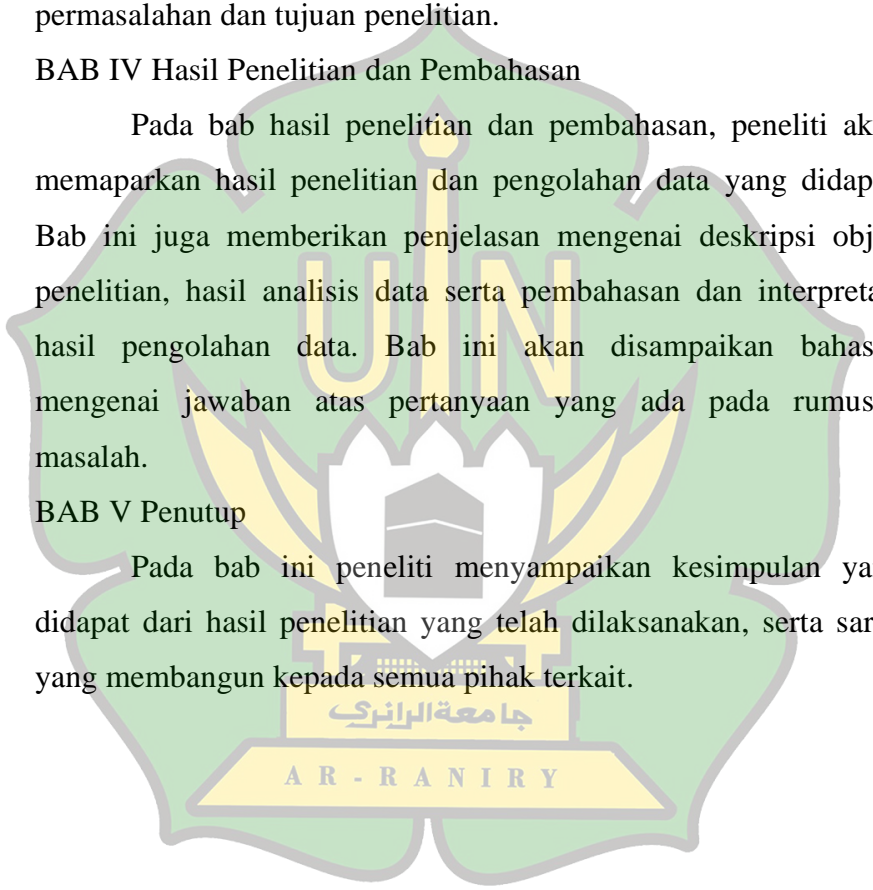 permasalahan dan tujuan penelitian.
BAB IV Hasil Penelitian dan Pembahasan
Pada bab hasil penelitian dan pembahasan, peneliti ak
memaparkan hasil penelitian dan pengolahan data yang didap
Bab ini juga memberikan penjelasan mengenai deskripsi obj
penelitian, hasil analisis data serta pembahasan dan interpreta
hasil pengolahan data. Bab ini akan disampaikan bahas
mengenai jawaban atas pertanyaan yang ada pada rumus
masalah.
BAB V Penutup
Pada bab ini peneliti menyampaikan kesimpulan ya
didapat dari hasil penelitian yang telah dilaksanakan, serta sar
yang membangun kepada semua pihak terkait.
UIN
جامعةالرانري
AR-RANIRY